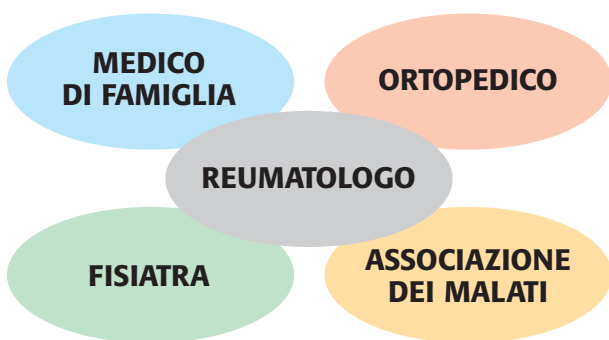 MEDICO
DI FAMIGLIA
ORTOPEDICO
REUMATOLOGO
FISIATRA
ASSOCIAZIONE
DEI MALATI